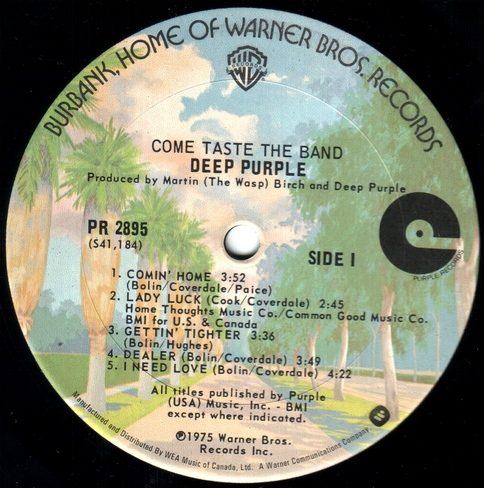 BURBANK, HOME OF WARNER BROS. RECORDS
WB
RECORDS
COME TASTE THE BAND
DEEP PURPLE
Produced by Martin (The Wasp) Birch and Deep Purple
PR 2895
(S41,184)
SIDE 1
PURPLE RECORDS
1. COMIN' HOME 3:52
(Bolin/Coverdale/Paice)
2. LADY LUCK (Cook/Coverdale) 2:45
Home Thoughts Music Co./Common Good Music Co.
BMI for U.S. & Canada
3. GETTIN' TIGHTER 3:36
(Bolin/Hughes)
4. DEALER (Bolin/Coverdale) 3:49
5. I NEED LOVE (Bolin/Coverdale) 4:22
All titles published by Purple
(USA) Music, Inc. - BMI
except where indicated.
℗1975 Warner Bros.
Records Inc.
Manufactured and Distributed By WEA Music of Canada, Ltd. A Warner Communications Company